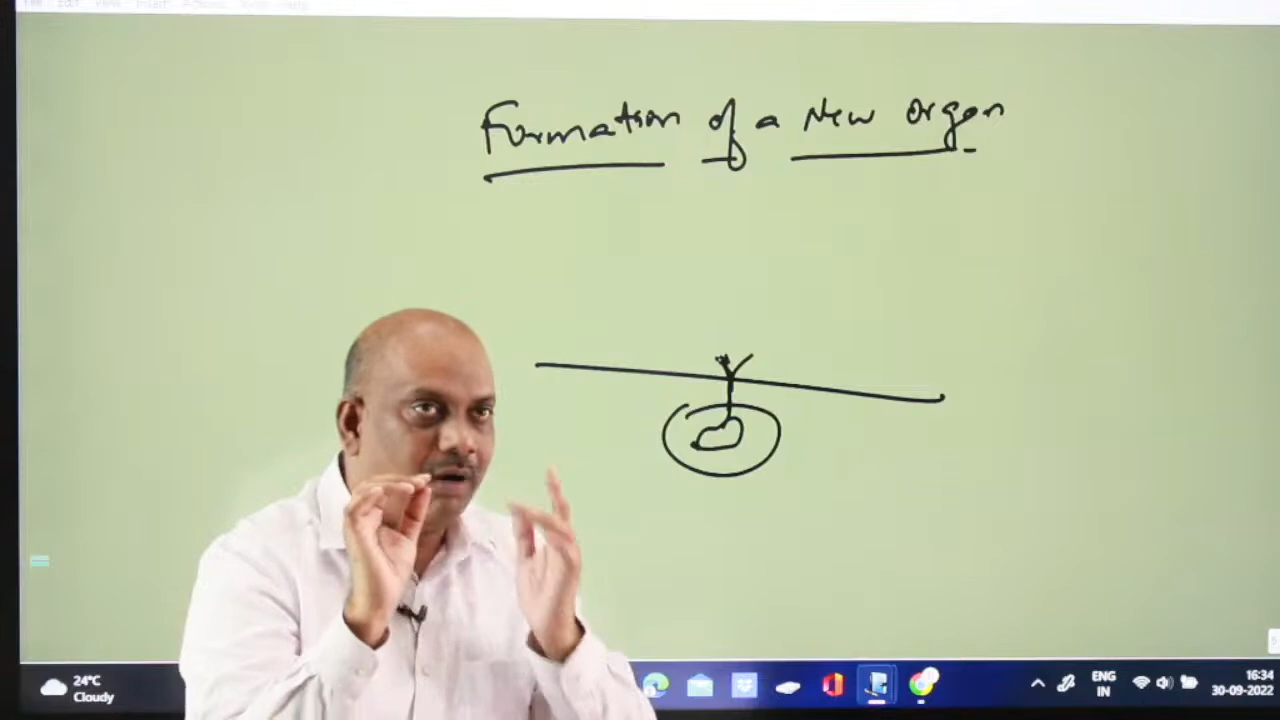 Formation of a New organ
24°C
Cloudy
ENG
IN
16:34
30-09-2022